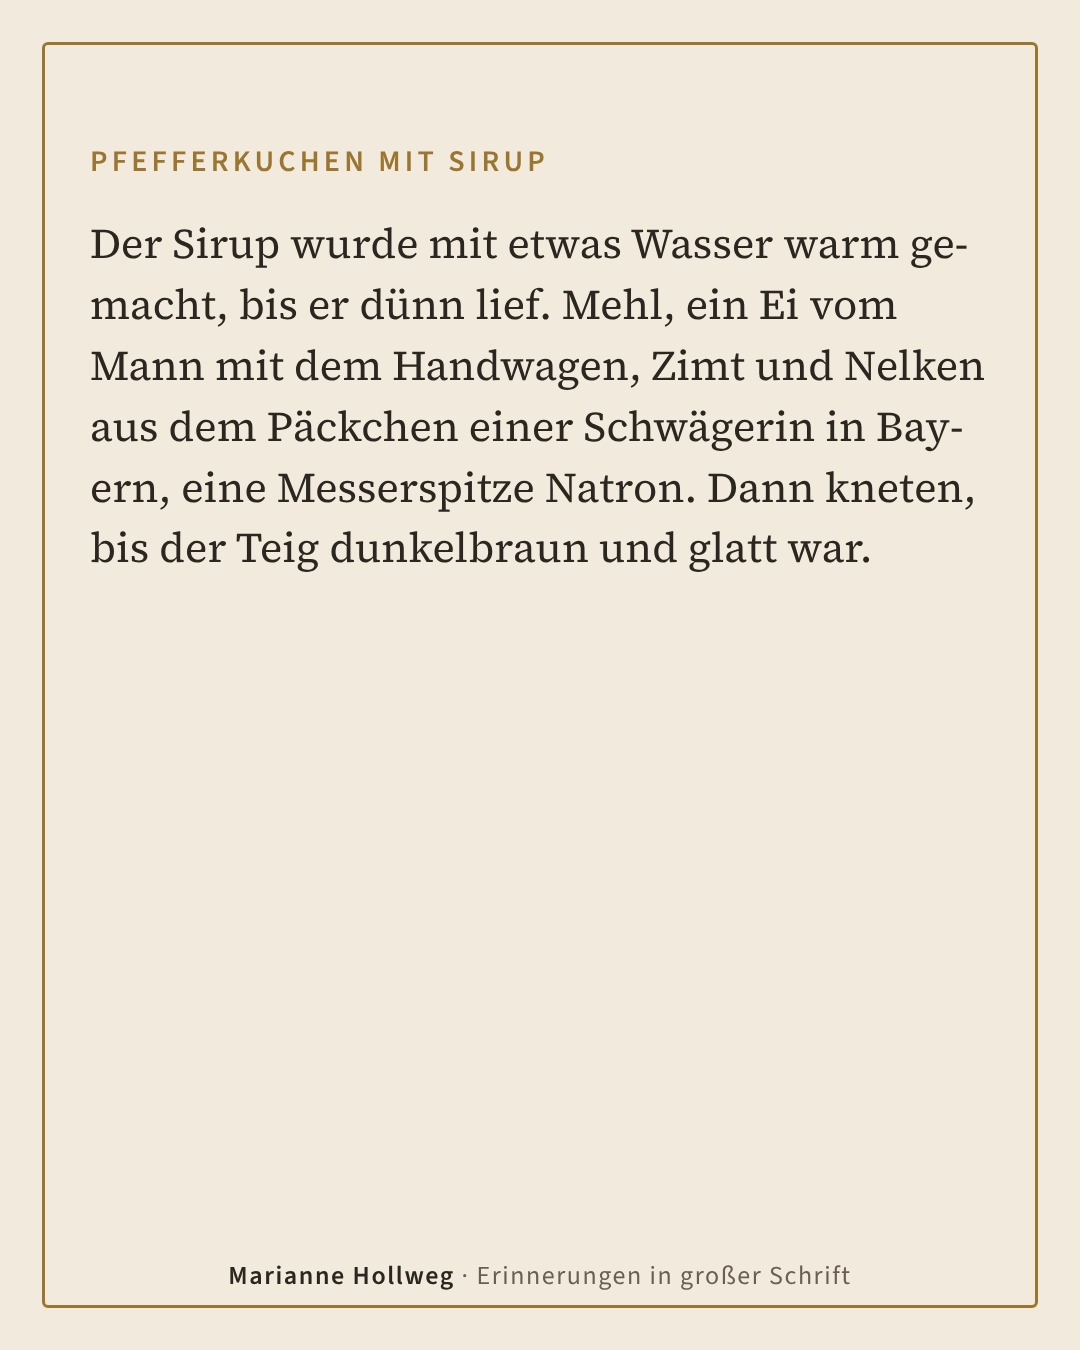 PFEFFERKUCHEN MIT SIRUP
Der Sirup wurde mit etwas Wasser warm ge-
macht, bis er dünn lief. Mehl, ein Ei vom
Mann mit dem Handwagen, Zimt und Nelken
aus dem Päckchen einer Schwägerin in Bay-
ern, eine Messerspitze Natron. Dann kneten,
bis der Teig dunkelbraun und glatt war.
Marianne Hollweg · Erinnerungen in großer Schrift